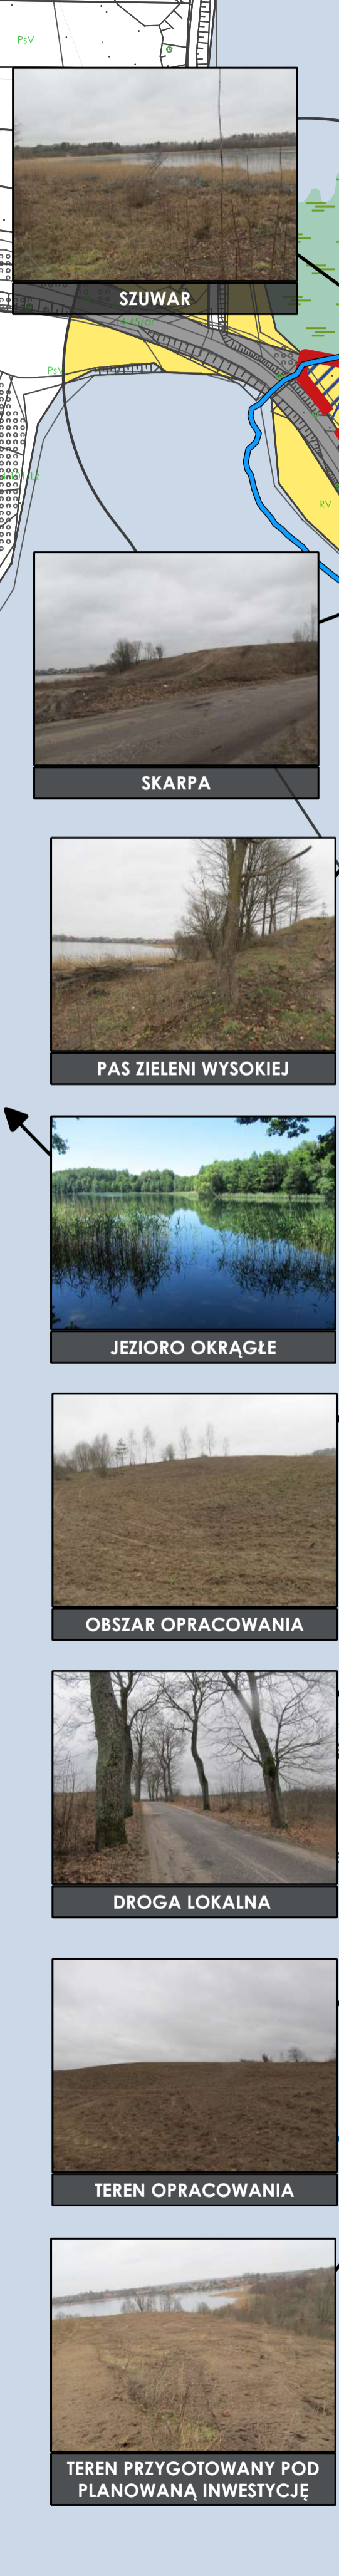 PsV
SZUWAR
PsV
RV
SKARPA
PAS ZIELENI WYSOKIEJ
JEZIORO OKRĄGŁE
OBSZAR OPRACOWANIA
DROGA LOKALNA
TEREN OPRACOWANIA
TEREN PRZYGOTOWANY POD
PLANOWANĄ INWESTYCJĘ